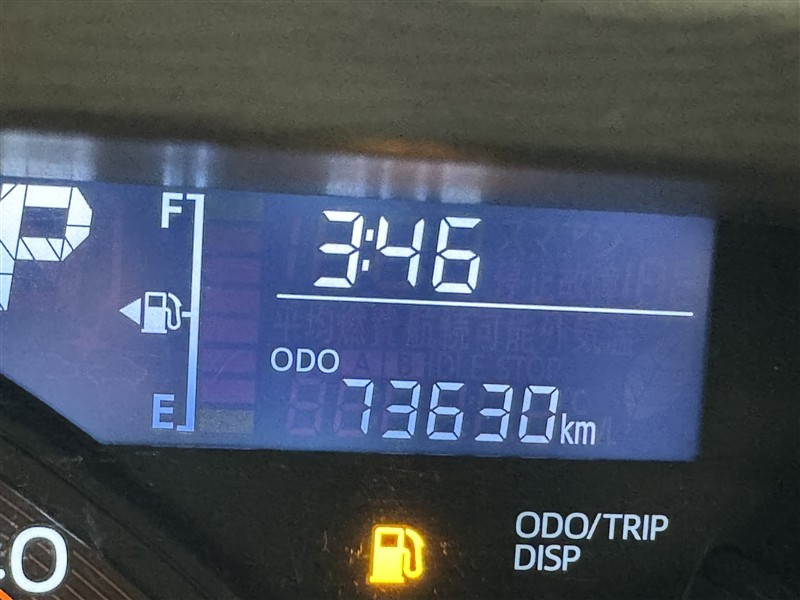 P
F
3:46
ODO
73630km
E
ODO/TRIP
DISP